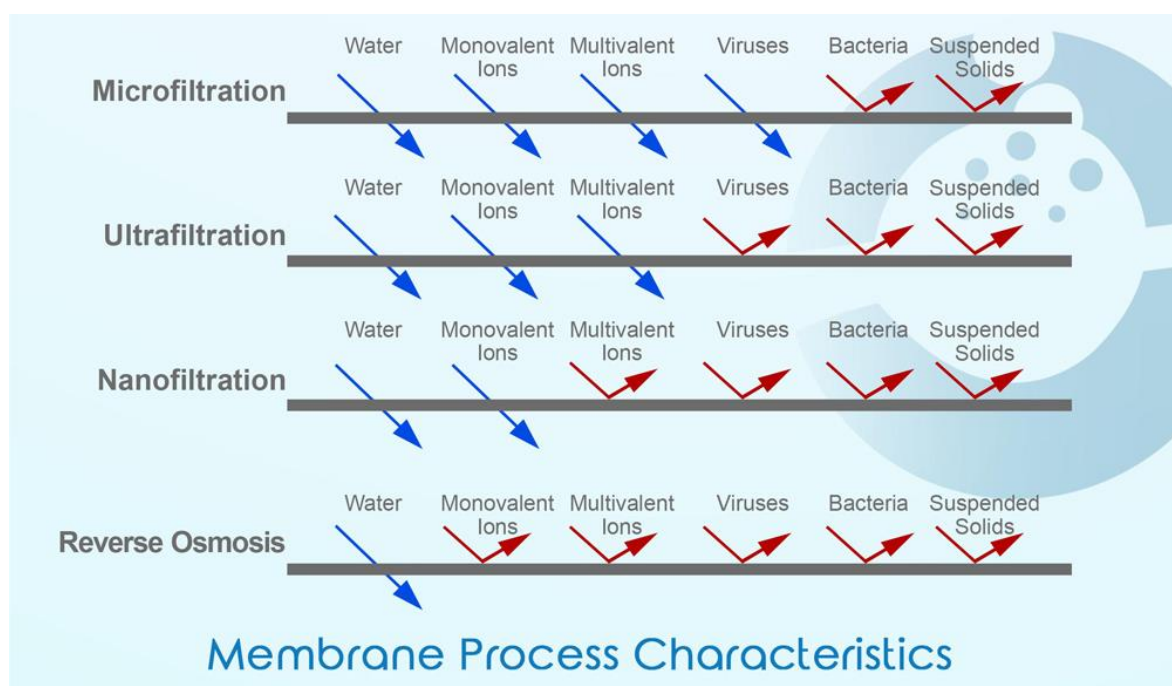 Water Monovalent Multivalent Viruses Bacteria Suspended
Ions Ions Solids
Microfiltration
Water Monovalent Multivalent Viruses Bacteria Suspended
Ions Ions Solids
Ultrafiltration
Water Monovalent Multivalent Viruses Bacteria Suspended
Ions Ions Solids
Nanofiltration
Water Monovalent Multivalent Viruses Bacteria Suspended
Ions Ions Solids
Reverse Osmosis
Membrane Process Characteristics